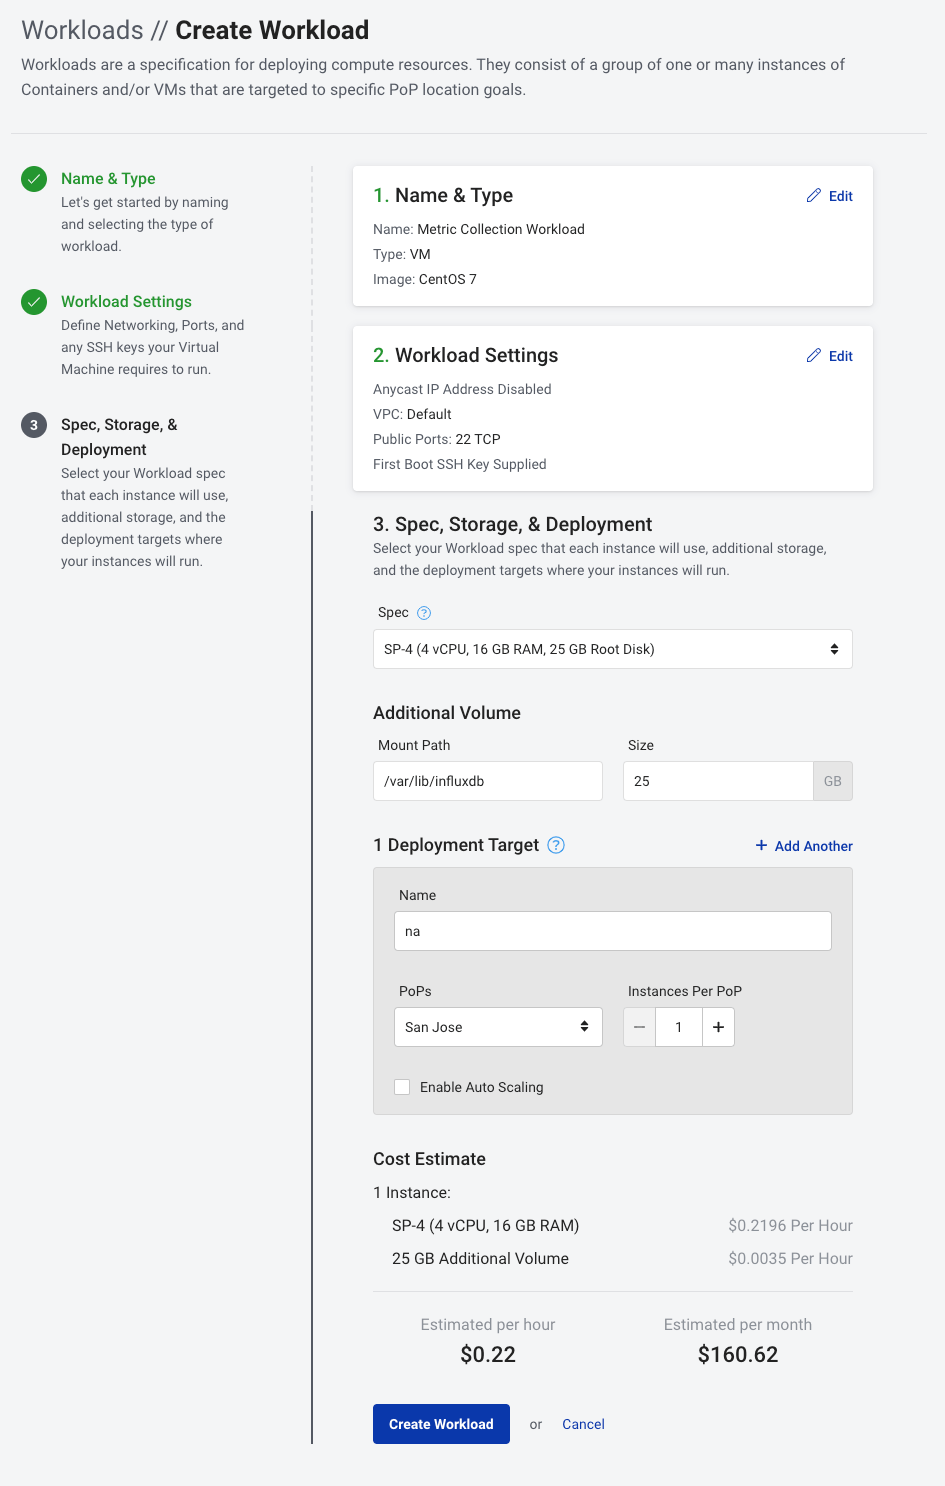 Workloads // Create Workload
Workloads are a specification for deploying compute resources. They consist of a group of one or many instances of
Containers and/or VMs that are targeted to specific PoP location goals.
Name & Type
Let's get started by naming
and selecting the type of
workload.
Workload Settings
Define Networking, Ports, and
any SSH keys your Virtual
Machine requires to run.
3 Spec, Storage, &
Deployment
Select your Workload spec
that each instance will use,
additional storage, and the
deployment targets where
your instances will run.
1. Name & Type Edit
Name: Metric Collection Workload
Type: VM
Image: CentOS 7
2. Workload Settings Edit
Anycast IP Address Disabled
VPC: Default
Public Ports: 22 TCP
First Boot SSH Key Supplied
3. Spec, Storage, & Deployment
Select your Workload spec that each instance will use, additional storage,
and the deployment targets where your instances will run.
Spec ?
SP-4 (4 vCPU, 16 GB RAM, 25 GB Root Disk)
Additional Volume
Mount Path Size
/var/lib/influxdb 25 GB
1 Deployment Target ? + Add Another
Name
na
PoPs Instances Per PoP
San Jose − 1 +
Enable Auto Scaling
Cost Estimate
1 Instance:
SP-4 (4 vCPU, 16 GB RAM) $0.2196 Per Hour
25 GB Additional Volume $0.0035 Per Hour
Estimated per hour Estimated per month
$0.22 $160.62
Create Workload or Cancel